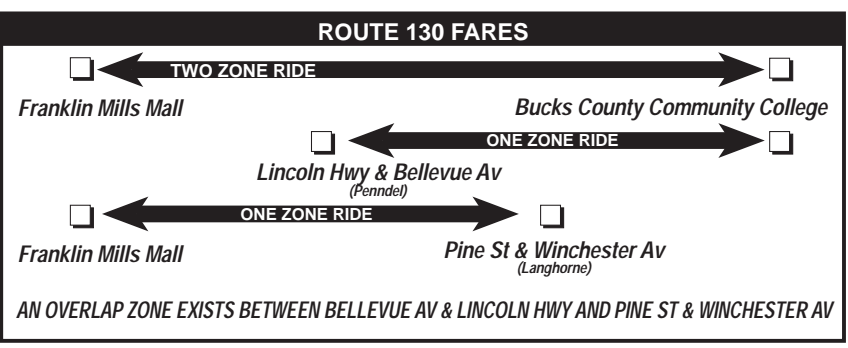 ROUTE 130 FARES
TWO ZONE RIDE
Franklin Mills Mall Bucks County Community College
ONE ZONE RIDE
Lincoln Hwy & Bellevue Av
(Penndel)
ONE ZONE RIDE
Franklin Mills Mall Pine St & Winchester Av
(Langhorne)
AN OVERLAP ZONE EXISTS BETWEEN BELLEVUE AV & LINCOLN HWY AND PINE ST & WINCHESTER AV